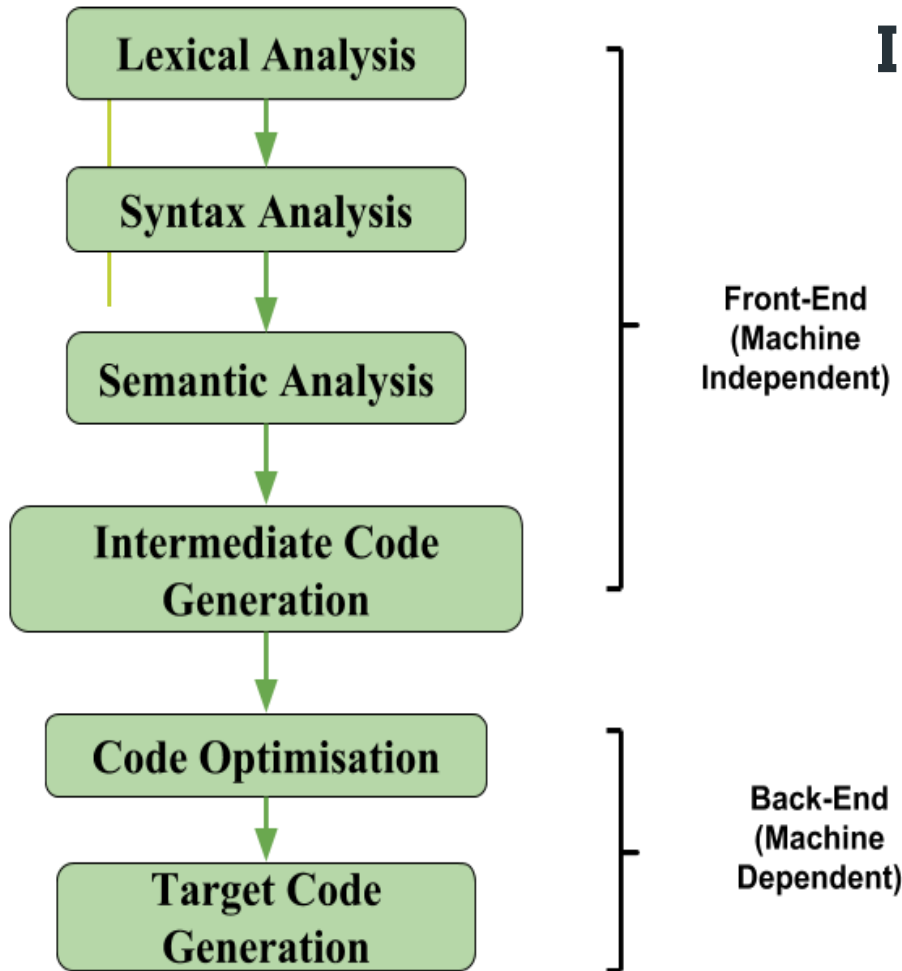 Lexical Analysis
I
Syntax Analysis
Front-End
(Machine
Independent)
Semantic Analysis
Intermediate Code
Generation
Code Optimisation
Back-End
(Machine
Dependent)
Target Code
Generation